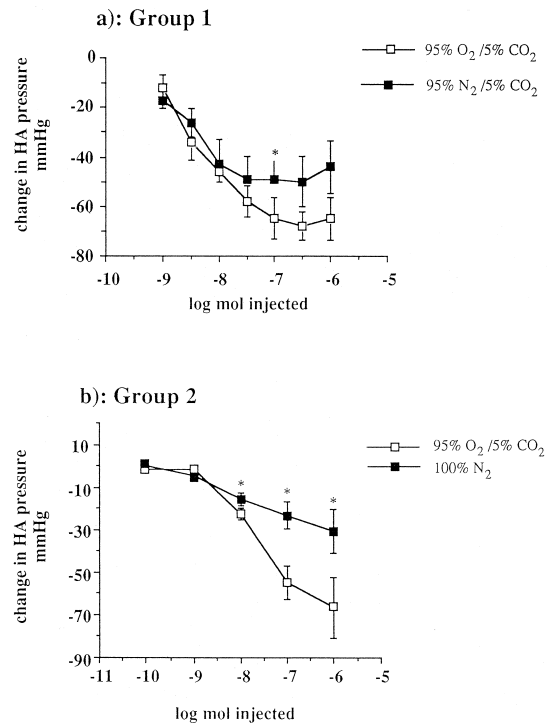 a): Group 1
95% O2/5% CO2
95% N2/5% CO2
change in HA pressure
mmHg
0
-20
-40
-60
-80
*
-10 -9 -8 -7 -6 -5
log mol injected
b): Group 2
95% O2/5% CO2
100% N2
change in HA pressure
mmHg
10
-10
-30
-50
-70
-90
* * *
-11 -10 -9 -8 -7 -6 -5
log mol injected